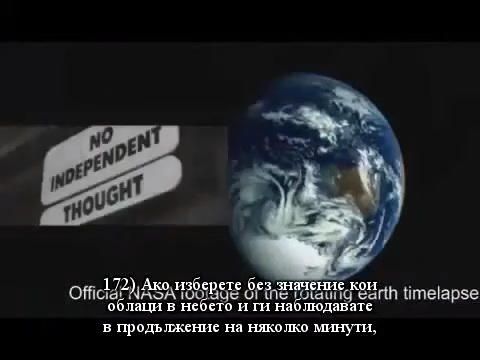 NO
INDEPENDENT
THOUGHT
Official NASA footage of the rotating earth timelapse
172) Ако изберете без значение кои
облаци в небето и ги наблюдавате
в продължение на няколко минути,